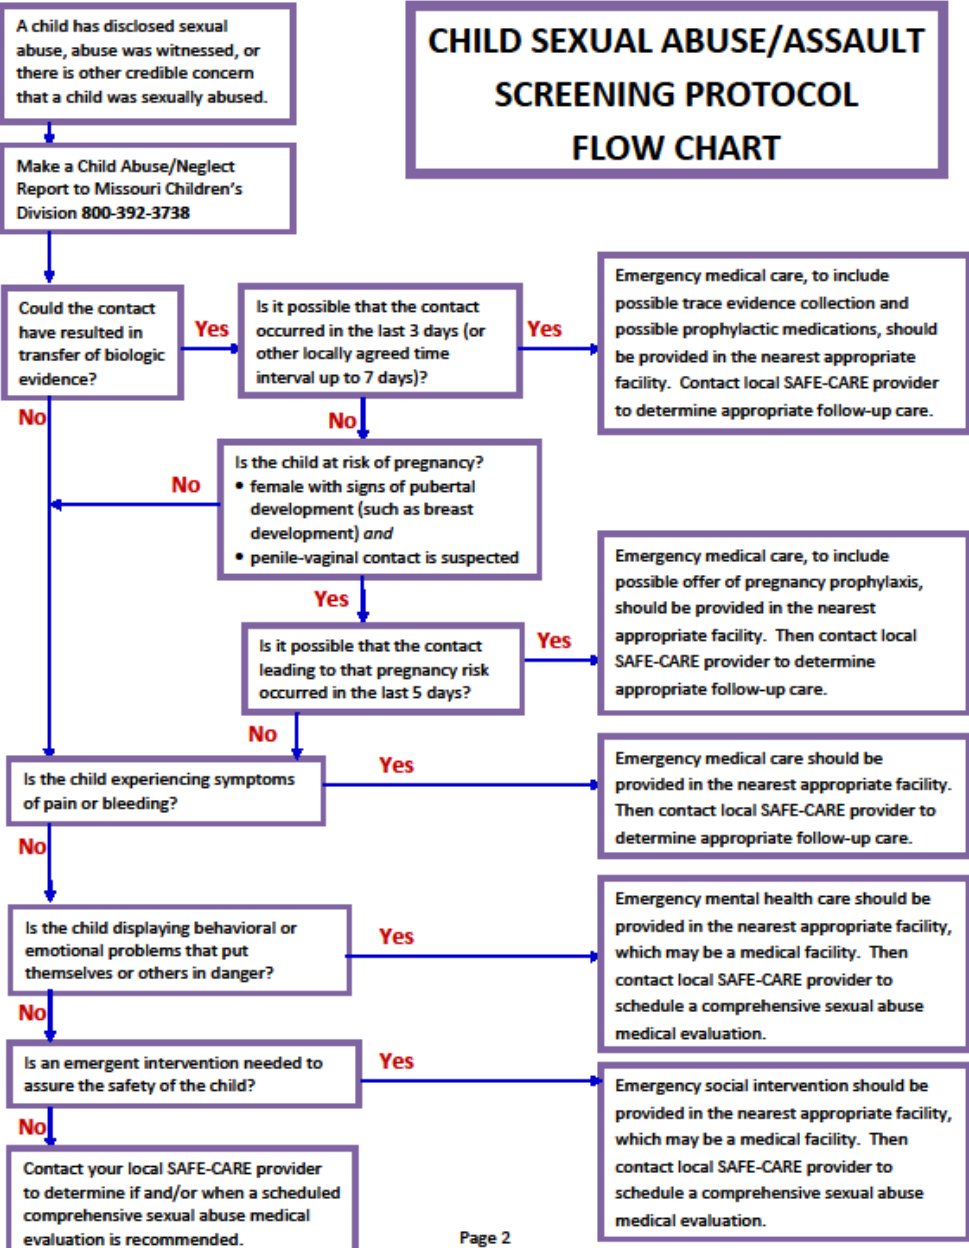 A child has disclosed sexual
abuse, abuse was witnessed, or
there is other credible concern
that a child was sexually abused.
CHILD SEXUAL ABUSE/ASSAULT
SCREENING PROTOCOL
FLOW CHART
Make a Child Abuse/Neglect
Report to Missouri Children's
Division 800-392-3738
Could the contact
have resulted in
transfer of biologic
evidence?
Yes
Is it possible that the contact
occurred in the last 3 days (or
other locally agreed time
interval up to 7 days)?
Yes
Emergency medical care, to include
possible trace evidence collection and
possible prophylactic medications, should
be provided in the nearest appropriate
facility.  Contact local SAFE-CARE provider
to determine appropriate follow-up care.
No
No
Is the child at risk of pregnancy?
• female with signs of pubertal
development (such as breast
development) and
• penile-vaginal contact is suspected
No
Yes
Is it possible that the contact
leading to that pregnancy risk
occurred in the last 5 days?
Yes
Emergency medical care, to include
possible offer of pregnancy prophylaxis,
should be provided in the nearest
appropriate facility.  Then contact local
SAFE-CARE provider to determine
appropriate follow-up care.
No
Is the child experiencing symptoms
of pain or bleeding?
Yes
Emergency medical care should be
provided in the nearest appropriate facility.
Then contact local SAFE-CARE provider to
determine appropriate follow-up care.
No
Is the child displaying behavioral or
emotional problems that put
themselves or others in danger?
Yes
Emergency mental health care should be
provided in the nearest appropriate facility,
which may be a medical facility.  Then
contact local SAFE-CARE provider to
schedule a comprehensive sexual abuse
medical evaluation.
No
Is an emergent intervention needed to
assure the safety of the child?
Yes
Emergency social intervention should be
provided in the nearest appropriate facility,
which may be a medical facility.  Then
contact local SAFE-CARE provider to
schedule a comprehensive sexual abuse
medical evaluation.
No
Contact your local SAFE-CARE provider
to determine if and/or when a scheduled
comprehensive sexual abuse medical
evaluation is recommended.
Page 2